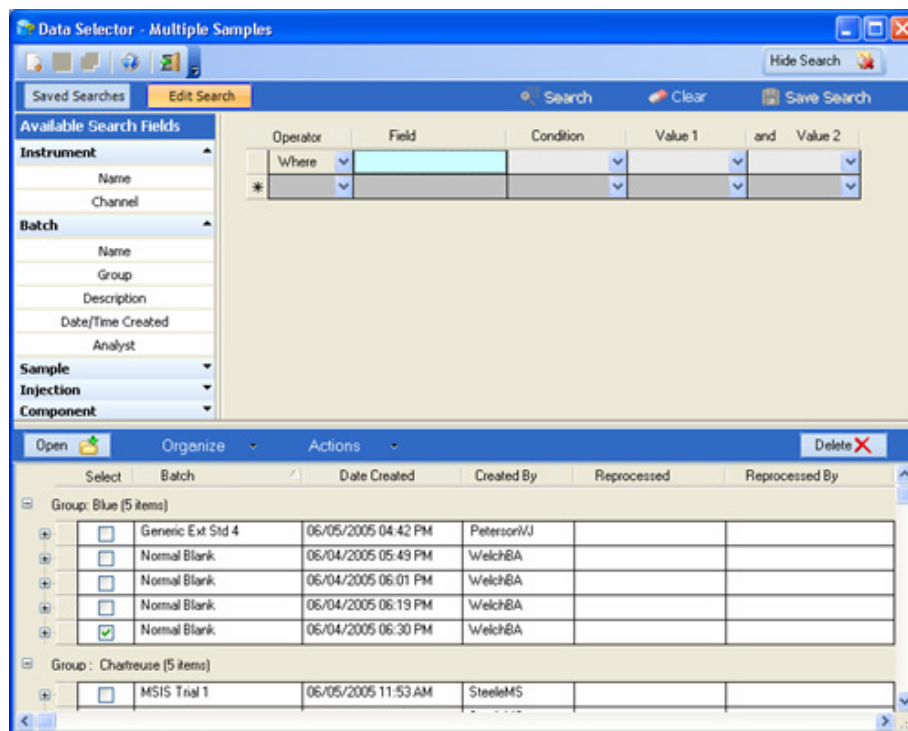 Data Selector - Multiple Samples
Hide Search
Saved Searches Edit Search Search Clear Save Search
Available Search Fields
Operator Field Condition Value 1 and Value 2
Instrument
Where
Name
*
Channel
Batch
Name
Group
Description
Date/Time Created
Analyst
Sample
Injection
Component
Open Organize Actions Delete
Select Batch Date Created Created By Reprocessed Reprocessed By
Group: Blue (5 items)
Generic Ext Std 4 06/05/2005 04:42 PM PetersonVJ
Normal Blank 06/04/2005 05:49 PM WelchBA
Normal Blank 06/04/2005 06:01 PM WelchBA
Normal Blank 06/04/2005 06:19 PM WelchBA
Normal Blank 06/04/2005 06:30 PM WelchBA
Group : Chartreuse (5 items)
MSIS Trial 1 06/05/2005 11:53 AM SteeleMS